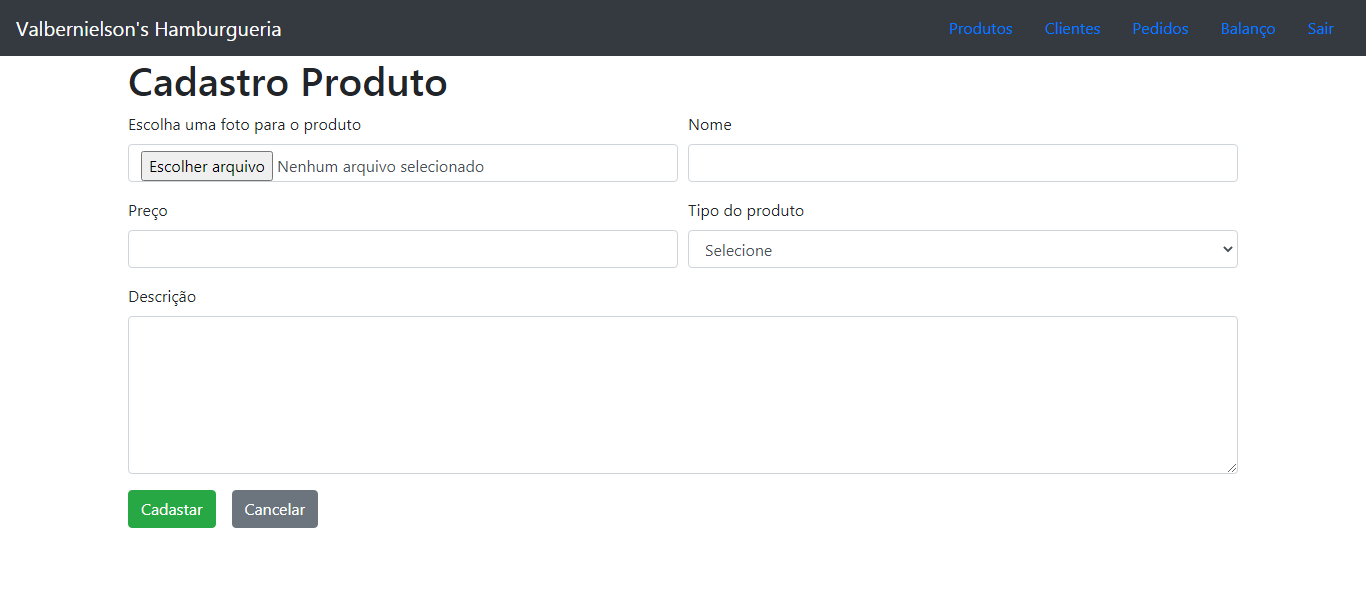 Valbernielson's Hamburgueria Produtos Clientes Pedidos Balanço Sair
Cadastro Produto
Escolha uma foto para o produto Nome
Escolher arquivo Nenhum arquivo selecionado
Preço Tipo do produto
Selecione
Descrição
Cadastar Cancelar